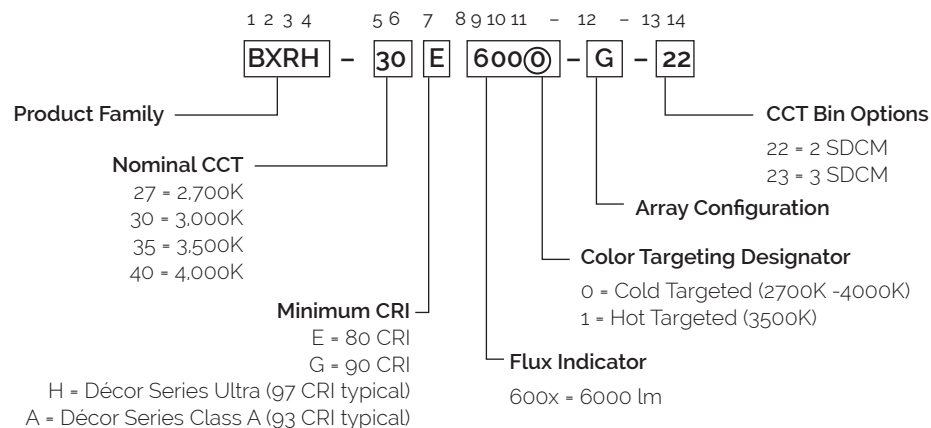 1 2 3 4 5 6 7 8 9 10 11 - 12 - 13 14
BXRH - 30 E 6000 - G - 22
Product Family
CCT Bin Options
22 = 2 SDCM
23 = 3 SDCM
Nominal CCT
27 = 2,700K
30 = 3,000K
35 = 3,500K
40 = 4,000K
Array Configuration
Color Targeting Designator
0 = Cold Targeted (2700K -4000K)
1 = Hot Targeted (3500K)
Minimum CRI
E = 80 CRI
G = 90 CRI
H = Décor Series Ultra (97 CRI typical)
A = Décor Series Class A (93 CRI typical)
Flux Indicator
600x = 6000 lm